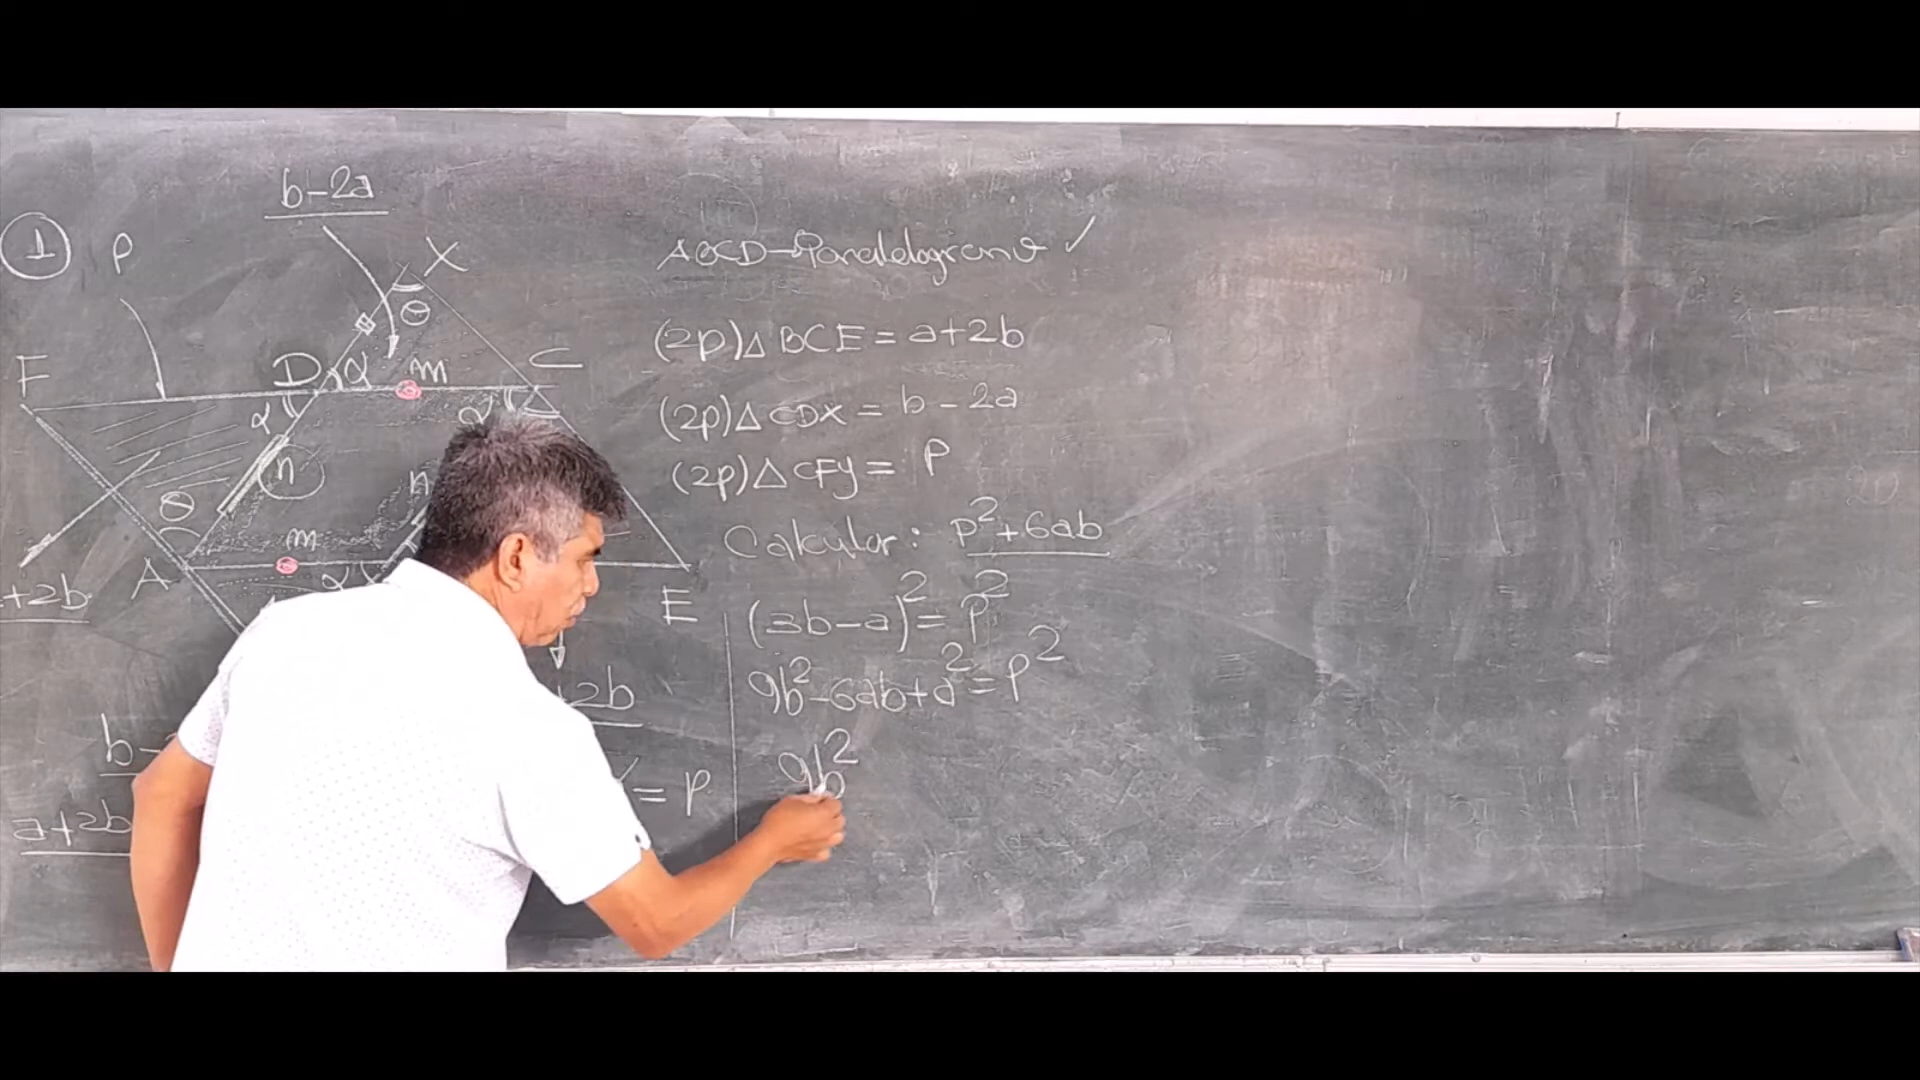 b-2a
1
P
X
θ
F
D
α
m
C
α
α
n
n
θ
m
A
α
E
+2b
2b
b-
= P
a+2b
ABCD→Paralelogramo ✓
(2p)△ BCE = a+2b
(2p)△ CDX = b - 2a
(2p)△ CFY = P
Calcular: p²+6ab
(3b-a)² = p²
9b²-6ab+a² = p²
9b²